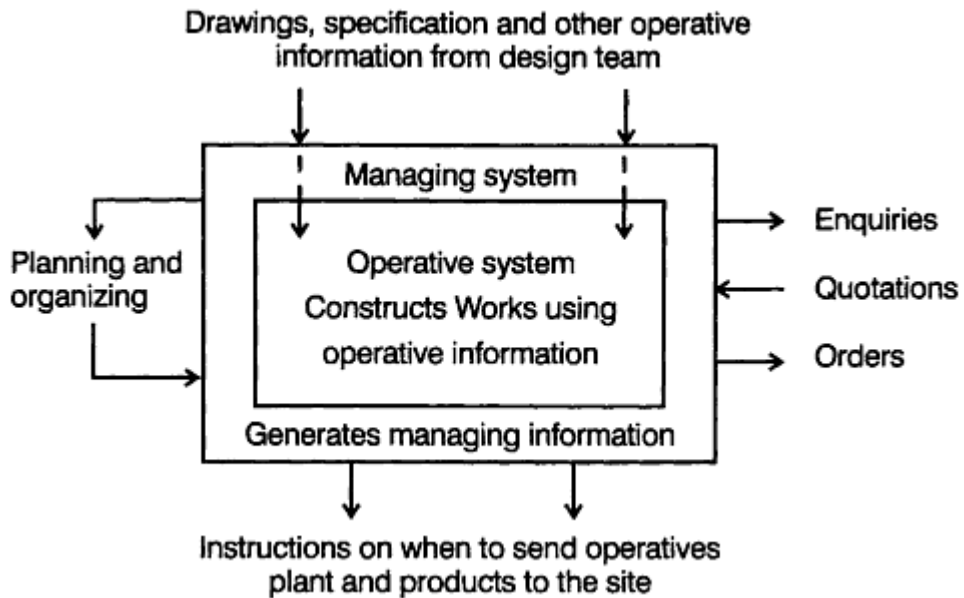 Drawings, specification and other operative
information from design team
Managing system
Enquiries
Planning and
organizing
Operative system
Constructs Works using
operative information
Quotations
Orders
Generates managing information
Instructions on when to send operatives
plant and products to the site